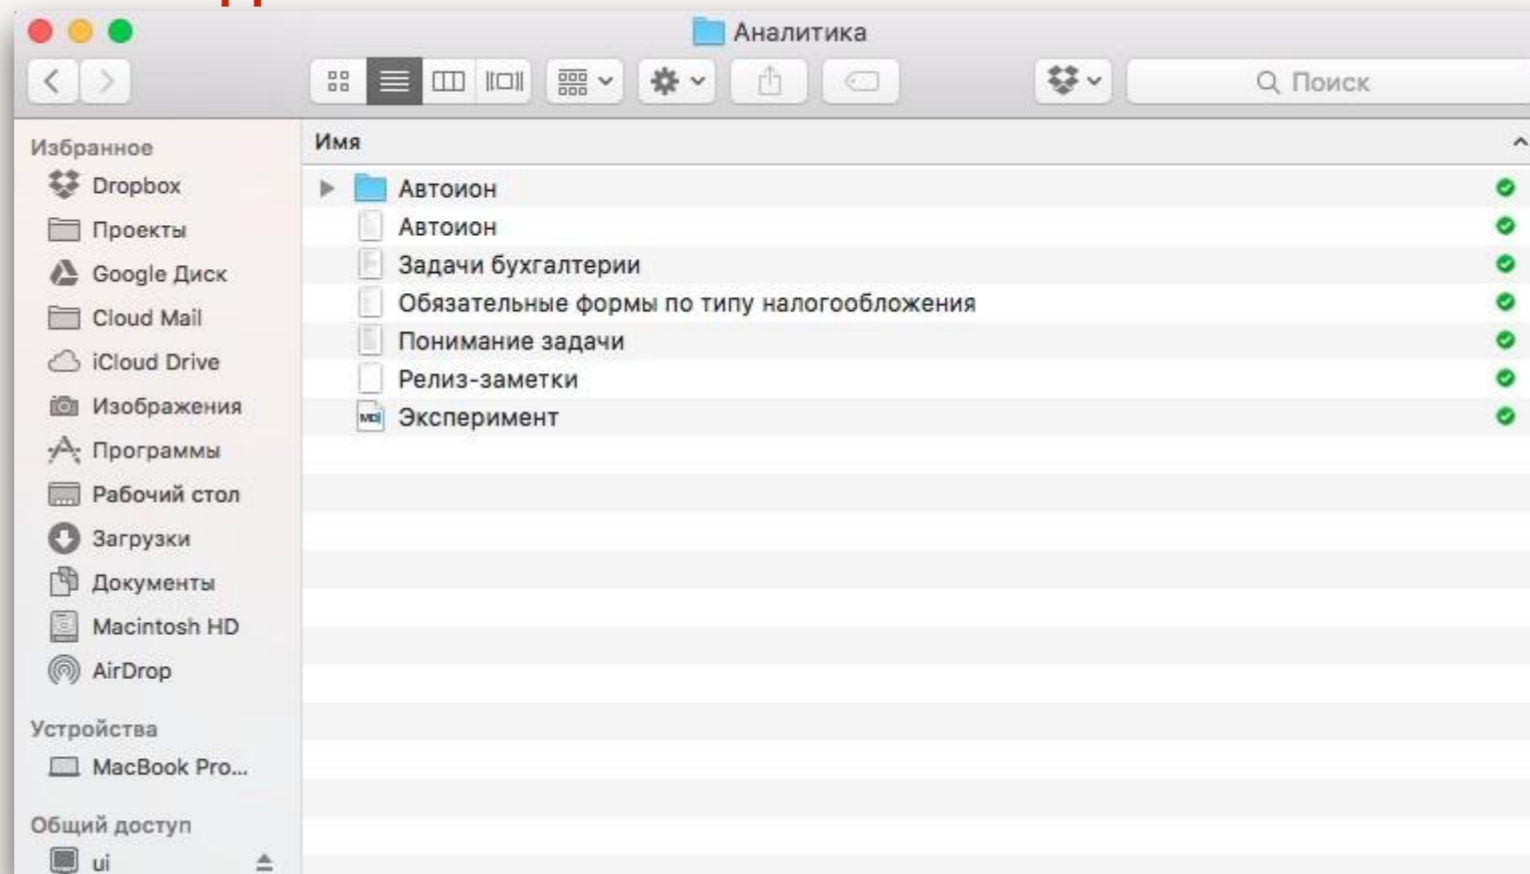 Аналитика
Поиск
Избранное
Dropbox
Проекты
Google Диск
Cloud Mail
iCloud Drive
Изображения
Программы
Рабочий стол
Загрузки
Документы
Macintosh HD
AirDrop
Устройства
MacBook Pro...
Общий доступ
ui
Имя
Автоион
Автоион
Задачи бухгалтерии
Обязательные формы по типу налогообложения
Понимание задачи
Релиз-заметки
Эксперимент